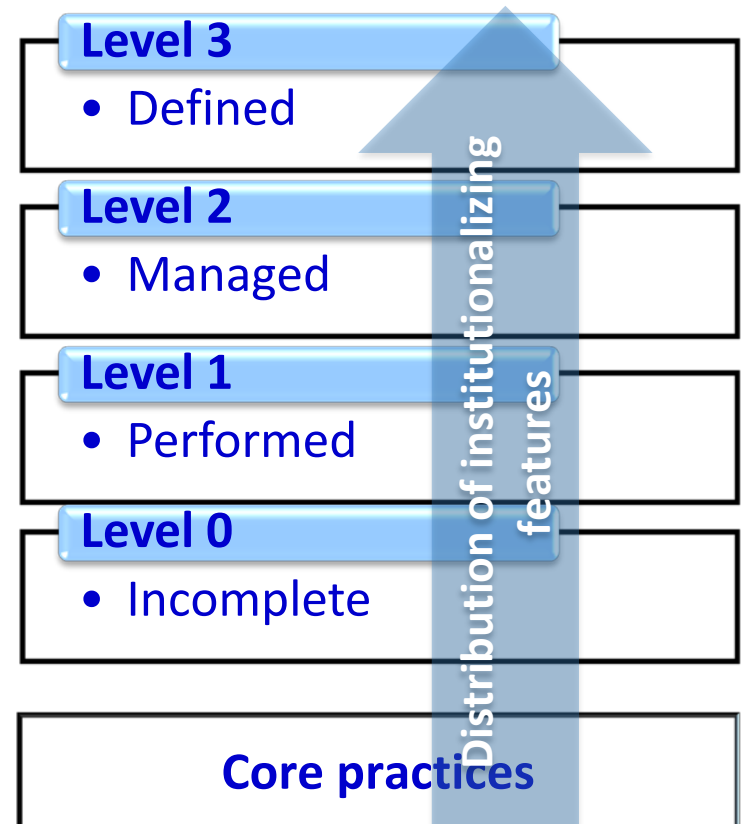 Level 3
• Defined
Level 2
• Managed
Level 1
• Performed
Level 0
• Incomplete
Core practices
Distribution of institutionalizing
features